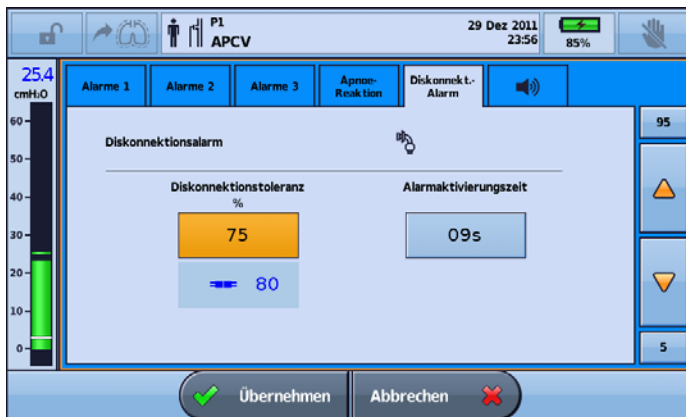 P1
APCV
29 Dez 2011
23:56
85%
25.4
cmH₂O
Alarme 1
Alarme 2
Alarme 3
Apnoe-
Reaktion
Diskonnekt.-
Alarm
60
50
40
30
20
10
0
Diskonnektionsalarm
Diskonnektionstoleranz
%
75
80
Alarmaktivierungszeit
09s
95
5
Übernehmen
Abbrechen